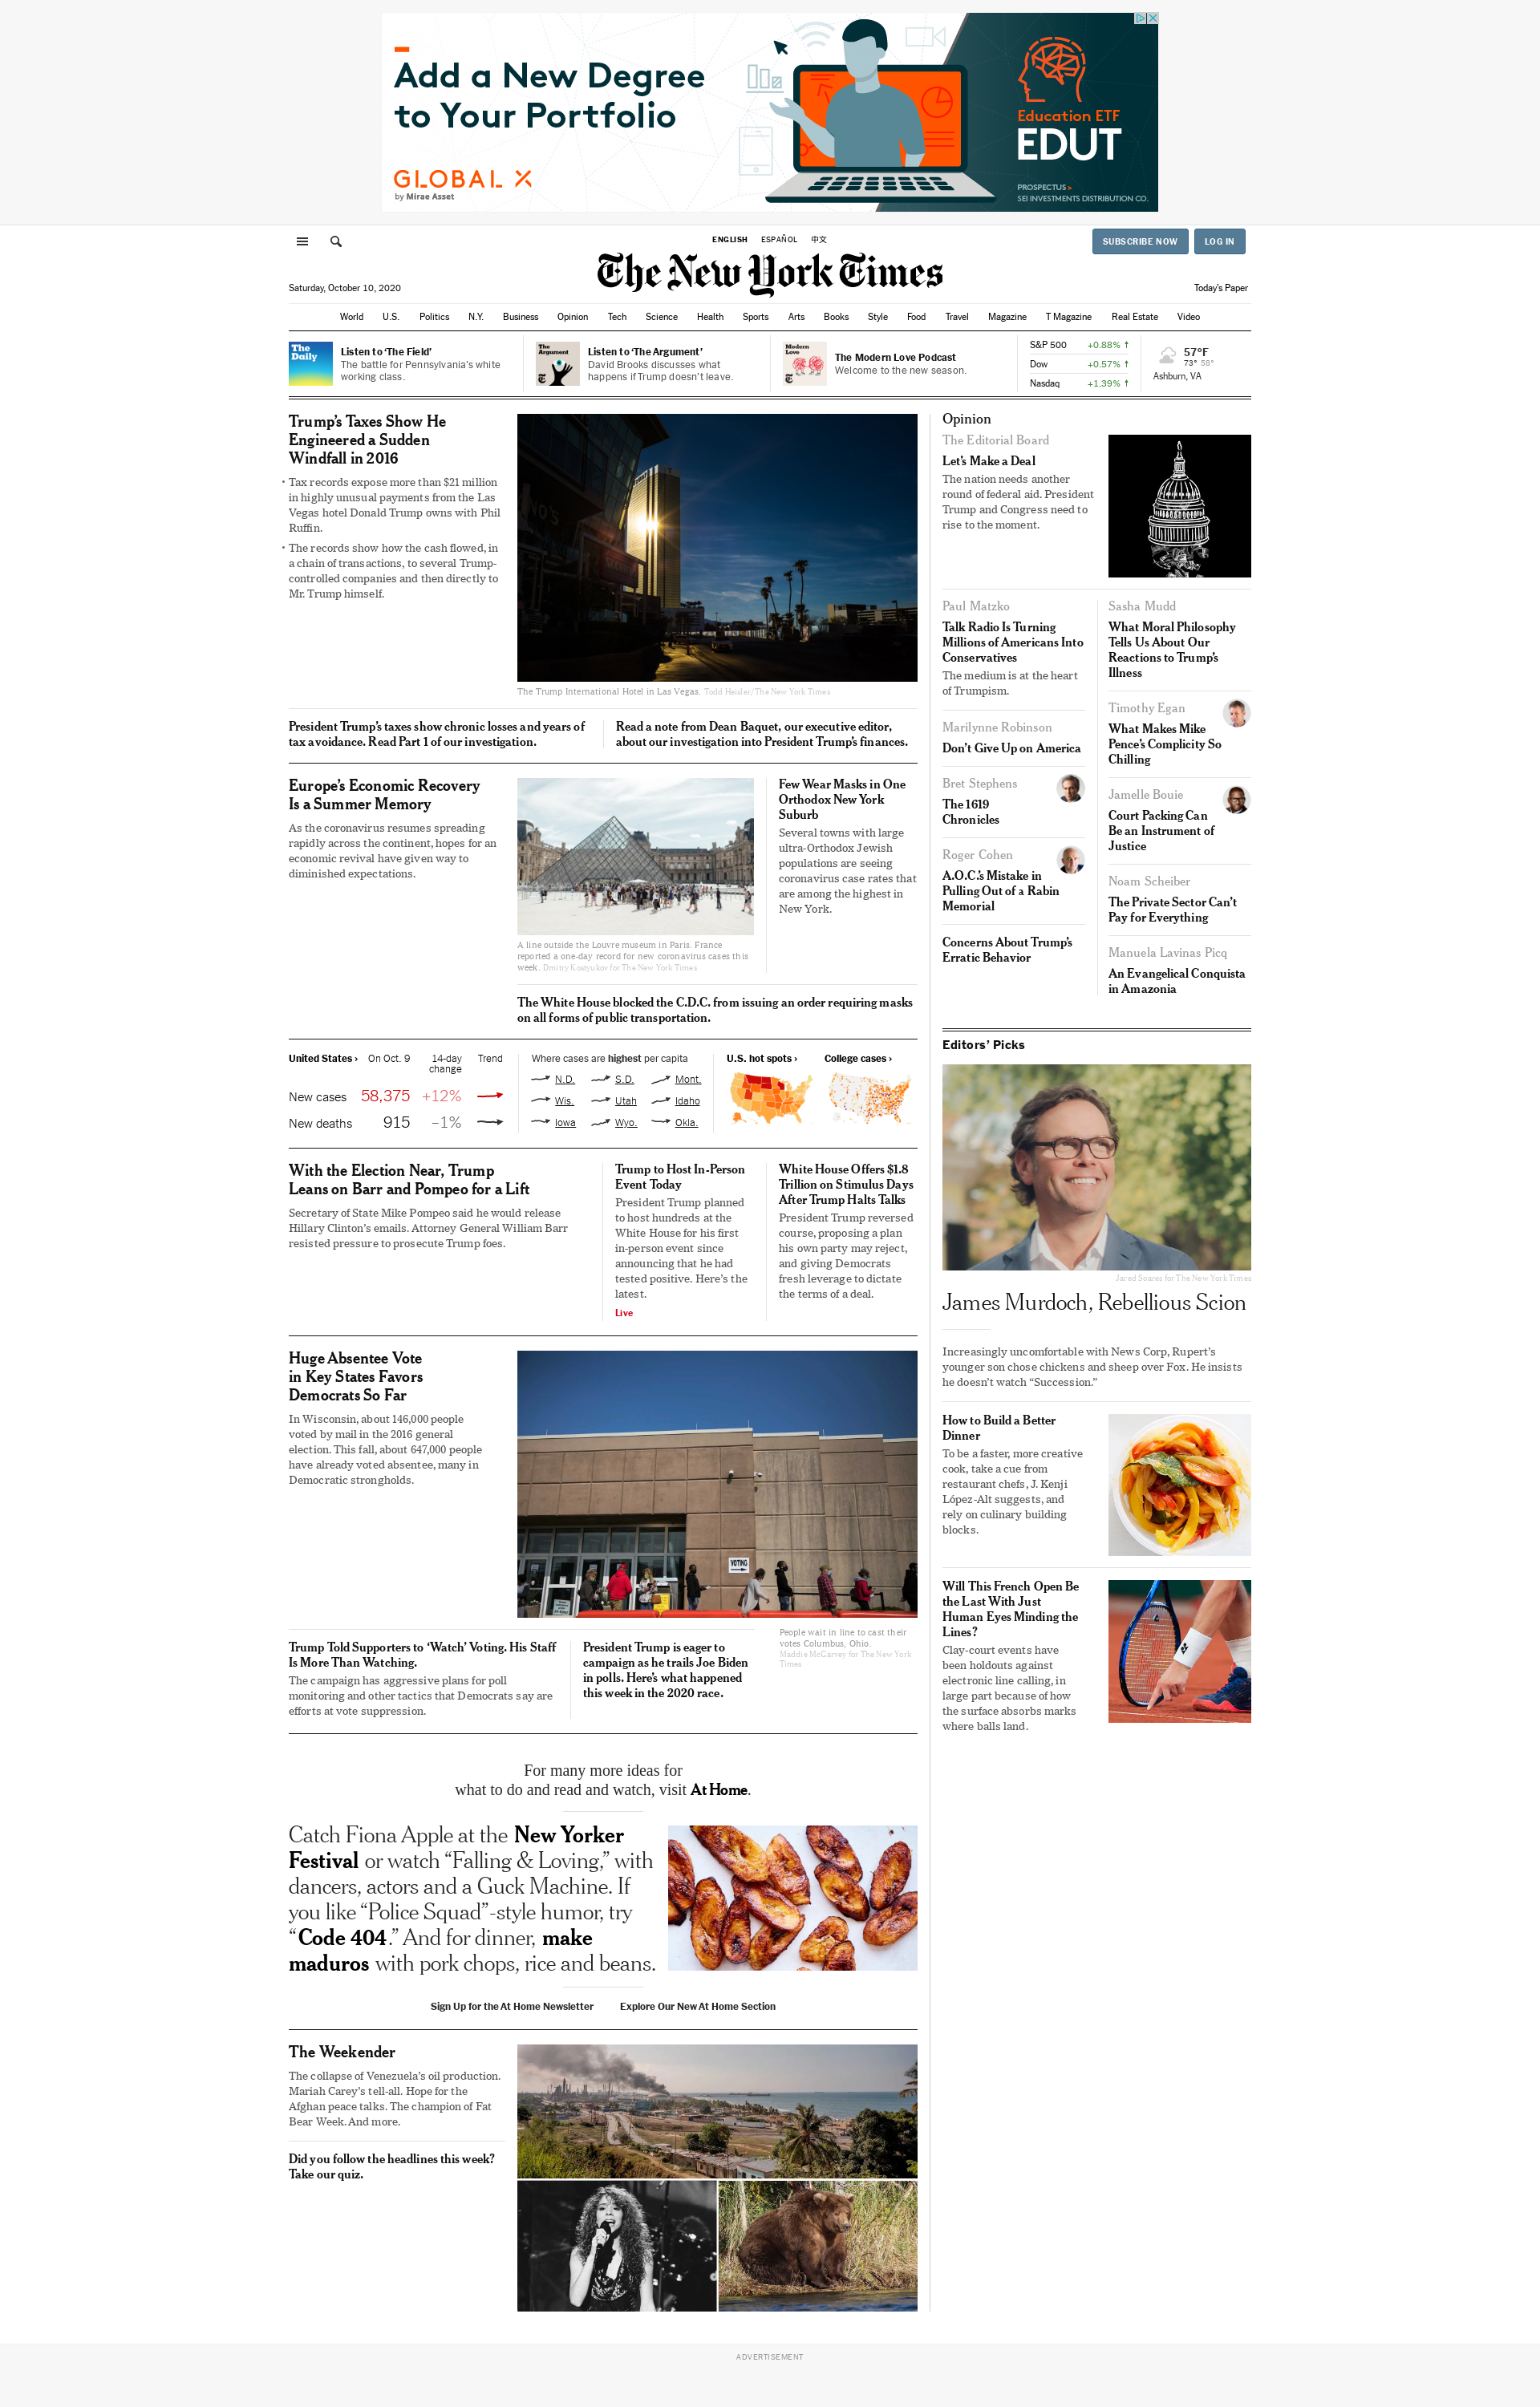 Add a New Degree
to Your Portfolio
GLOBAL X
by Mirae Asset
Education ETF
EDUT
PROSPECTUS >
SEI INVESTMENTS DISTRIBUTION CO.
ENGLISH ESPAÑOL 中文
SUBSCRIBE NOW LOG IN
The New York Times
Saturday, October 10, 2020
Today's Paper
World U.S. Politics N.Y. Business Opinion Tech Science Health Sports Arts Books Style Food Travel Magazine T Magazine Real Estate Video
The
Daily
Listen to ‘The Field’
The battle for Pennsylvania’s white
working class.
The
Argument
Listen to ‘The Argument’
David Brooks discusses what
happens if Trump doesn’t leave.
Modern
Love
The Modern Love Podcast
Welcome to the new season.
S&P 500 +0.88% ↑
Dow +0.57% ↑
Nasdaq +1.39% ↑
57°F
73° 58°
Ashburn, VA
Trump’s Taxes Show He
Engineered a Sudden
Windfall in 2016
• Tax records expose more than $21 million
in highly unusual payments from the Las
Vegas hotel Donald Trump owns with Phil
Ruffin.
• The records show how the cash flowed, in
a chain of transactions, to several Trump-
controlled companies and then directly to
Mr. Trump himself.
The Trump International Hotel in Las Vegas. Todd Heisler/The New York Times
President Trump’s taxes show chronic losses and years of
tax avoidance. Read Part 1 of our investigation.
Read a note from Dean Baquet, our executive editor,
about our investigation into President Trump’s finances.
Europe’s Economic Recovery
Is a Summer Memory
As the coronavirus resumes spreading
rapidly across the continent, hopes for an
economic revival have given way to
diminished expectations.
A line outside the Louvre museum in Paris. France
reported a one-day record for new coronavirus cases this
week. Dmitry Kostyukov for The New York Times
Few Wear Masks in One
Orthodox New York
Suburb
Several towns with large
ultra-Orthodox Jewish
populations are seeing
coronavirus case rates that
are among the highest in
New York.
The White House blocked the C.D.C. from issuing an order requiring masks
on all forms of public transportation.
United States › On Oct. 9 14-day
change Trend
New cases 58,375 +12%
New deaths 915 –1%
Where cases are highest per capita
N.D. S.D. Mont.
Wis. Utah Idaho
Iowa Wyo. Okla.
U.S. hot spots › College cases ›
With the Election Near, Trump
Leans on Barr and Pompeo for a Lift
Secretary of State Mike Pompeo said he would release
Hillary Clinton’s emails. Attorney General William Barr
resisted pressure to prosecute Trump foes.
Trump to Host In-Person
Event Today
President Trump planned
to host hundreds at the
White House for his first
in-person event since
announcing that he had
tested positive. Here’s the
latest.
Live
White House Offers $1.8
Trillion on Stimulus Days
After Trump Halts Talks
President Trump reversed
course, proposing a plan
his own party may reject,
and giving Democrats
fresh leverage to dictate
the terms of a deal.
Huge Absentee Vote
in Key States Favors
Democrats So Far
In Wisconsin, about 146,000 people
voted by mail in the 2016 general
election. This fall, about 647,000 people
have already voted absentee, many in
Democratic strongholds.
VOTING
People wait in line to cast their
votes Columbus, Ohio.
Maddie McGarvey for The New York
Times
Trump Told Supporters to ‘Watch’ Voting. His Staff
Is More Than Watching.
The campaign has aggressive plans for poll
monitoring and other tactics that Democrats say are
efforts at vote suppression.
President Trump is eager to
campaign as he trails Joe Biden
in polls. Here’s what happened
this week in the 2020 race.
For many more ideas for
what to do and read and watch, visit At Home.
Catch Fiona Apple at the New Yorker
Festival or watch “Falling & Loving,” with
dancers, actors and a Guck Machine. If
you like “Police Squad”-style humor, try
“Code 404.” And for dinner, make
maduros with pork chops, rice and beans.
Sign Up for the At Home Newsletter Explore Our New At Home Section
The Weekender
The collapse of Venezuela’s oil production.
Mariah Carey’s tell-all. Hope for the
Afghan peace talks. The champion of Fat
Bear Week. And more.
Did you follow the headlines this week?
Take our quiz.
Opinion
The Editorial Board
Let’s Make a Deal
The nation needs another
round of federal aid. President
Trump and Congress need to
rise to the moment.
Paul Matzko
Talk Radio Is Turning
Millions of Americans Into
Conservatives
The medium is at the heart
of Trumpism.
Marilynne Robinson
Don’t Give Up on America
Bret Stephens
The 1619
Chronicles
Roger Cohen
A.O.C.’s Mistake in
Pulling Out of a Rabin
Memorial
Concerns About Trump’s
Erratic Behavior
Sasha Mudd
What Moral Philosophy
Tells Us About Our
Reactions to Trump’s
Illness
Timothy Egan
What Makes Mike
Pence’s Complicity So
Chilling
Jamelle Bouie
Court Packing Can
Be an Instrument of
Justice
Noam Scheiber
The Private Sector Can’t
Pay for Everything
Manuela Lavinas Picq
An Evangelical Conquista
in Amazonia
Editors’ Picks
Jared Soares for The New York Times
James Murdoch, Rebellious Scion
Increasingly uncomfortable with News Corp, Rupert’s
younger son chose chickens and sheep over Fox. He insists
he doesn’t watch “Succession.”
How to Build a Better
Dinner
To be a faster, more creative
cook, take a cue from
restaurant chefs, J. Kenji
López-Alt suggests, and
rely on culinary building
blocks.
Will This French Open Be
the Last With Just
Human Eyes Minding the
Lines?
Clay-court events have
been holdouts against
electronic line calling, in
large part because of how
the surface absorbs marks
where balls land.
ADVERTISEMENT